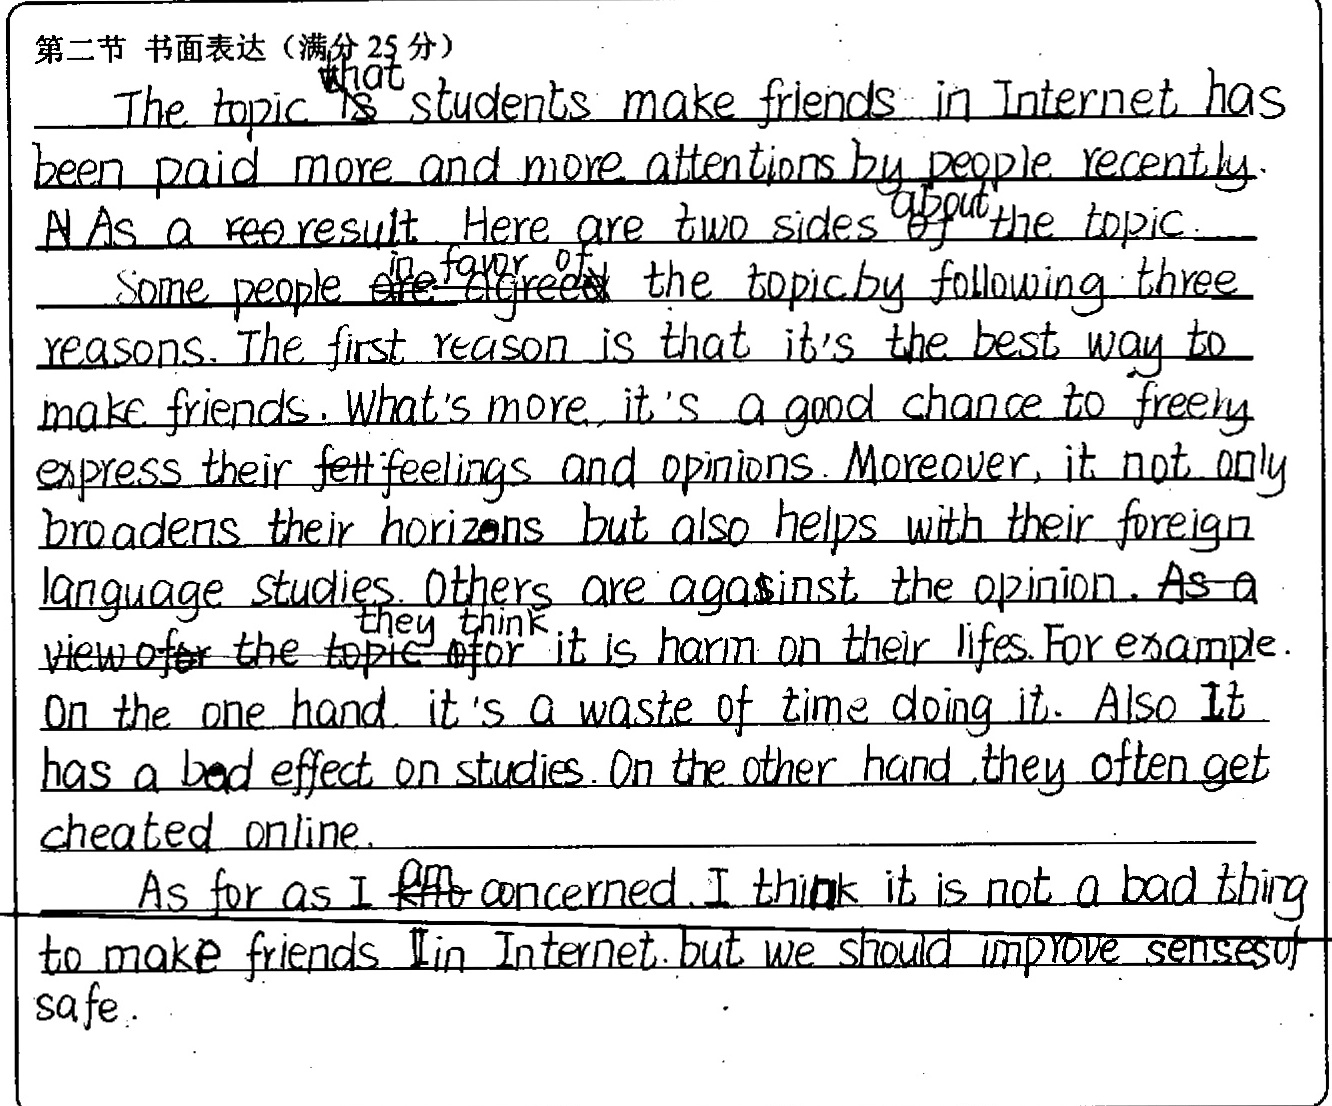 第二节 书面表达（满分 25 分）
The topic that students make friends in Internet has
been paid more and more attentions by people recently.
As a result. Here are two sides about the topic.
Some people in favor of the topic by following three
reasons. The first reason is that it's the best way to
make friends. What's more, it's a good chance to freely
express their feelings and opinions. Moreover, it not only
broadens their horizons but also helps with their foreign
language studies. Others are against the opinion.
they think it is harm on their lifes. For example.
On the one hand. it's a waste of time doing it. Also It
has a bad effect on studies. On the other hand, they often get
cheated online.
As for as I am concerned. I think it is not a bad thing
to make friends in Internet. but we should improve senses of
safe.